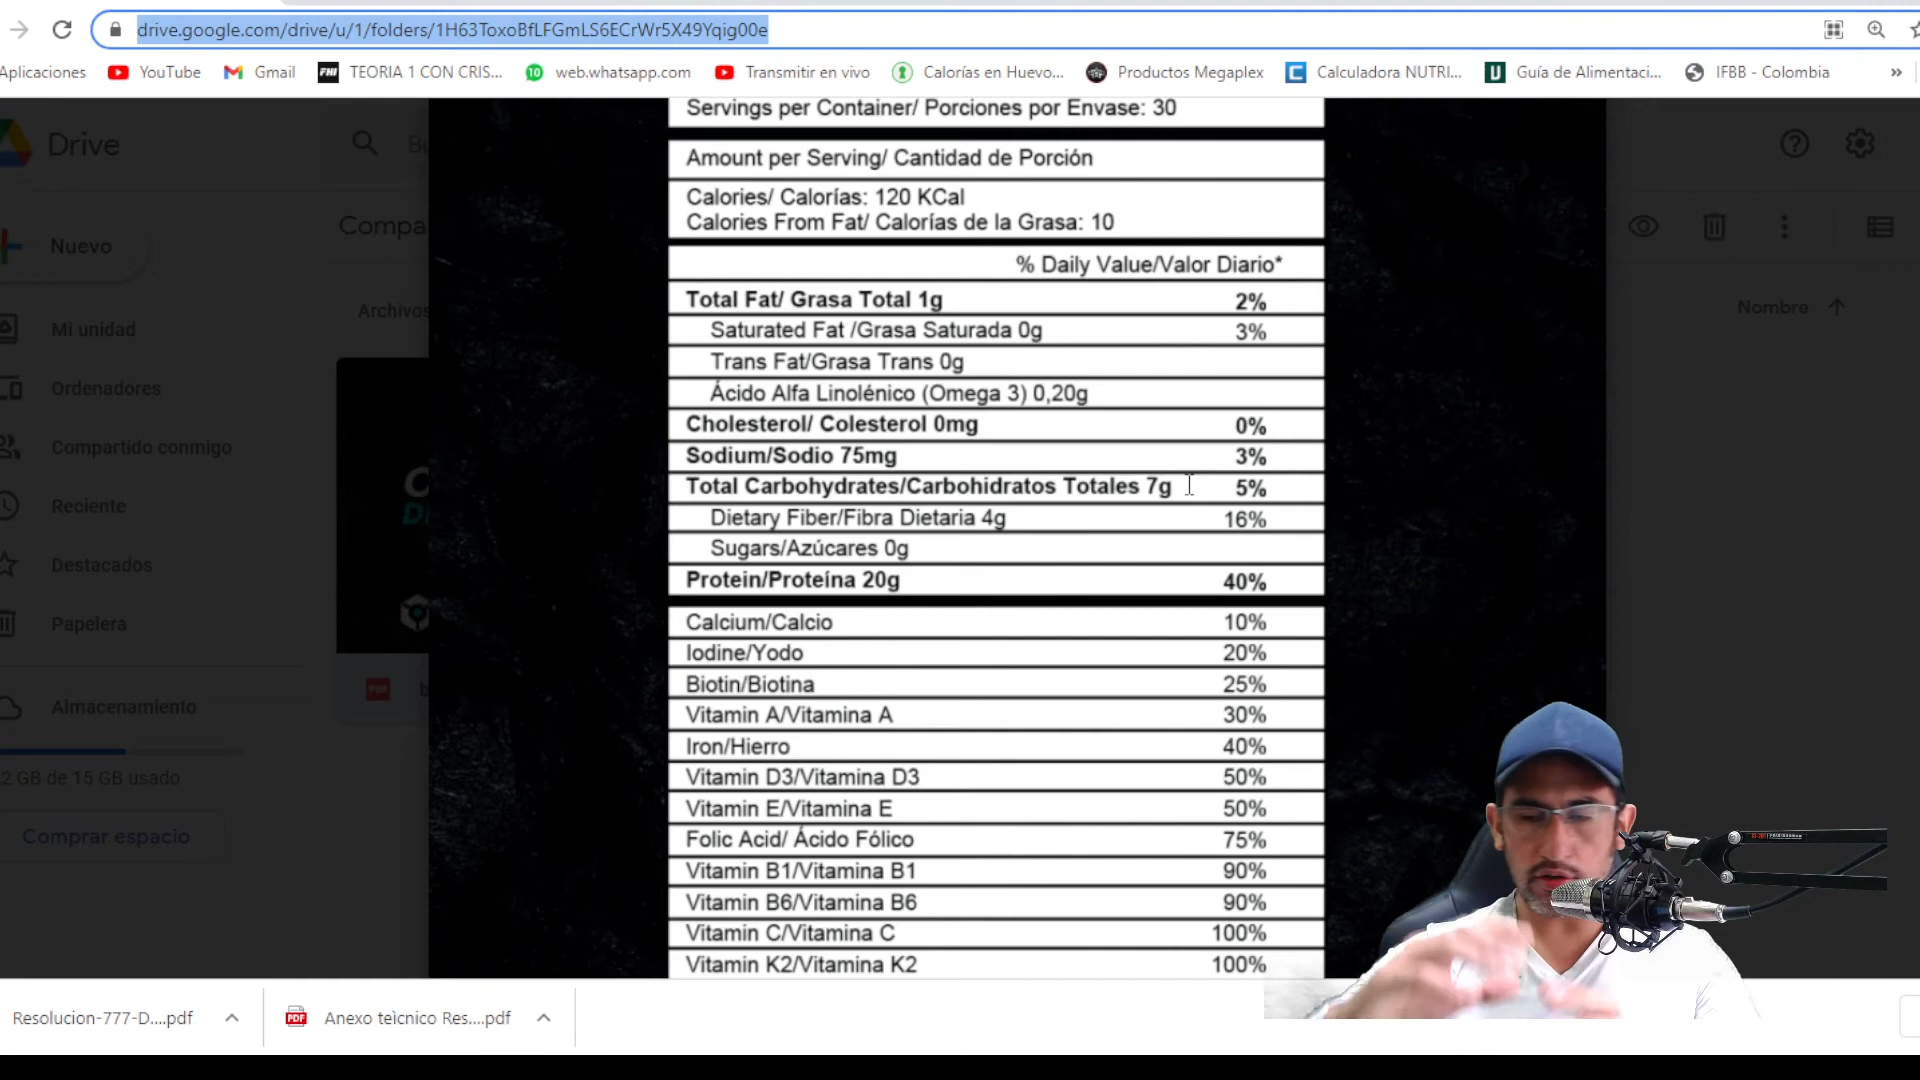 drive.google.com/drive/u/1/folders/1H63ToxoBfLFGmLS6ECrWr5X49Yqig00e
Aplicaciones YouTube Gmail TEORIA 1 CON CRIS... web.whatsapp.com Transmitir en vivo Calorías en Huevo... Productos Megaplex Calculadora NUTRI... Guía de Alimentaci... IFBB - Colombia »
Drive
Nuevo
Mi unidad
Ordenadores
Compartido conmigo
Reciente
Destacados
Papelera
Almacenamiento
2 GB de 15 GB usado
Comprar espacio
Compa
Archivos
PDF
Nombre
Servings per Container/ Porciones por Envase: 30
Amount per Serving/ Cantidad de Porción
Calories/ Calorías: 120 KCal
Calories From Fat/ Calorías de la Grasa: 10
% Daily Value/Valor Diario*
Total Fat/ Grasa Total 1g 2%
Saturated Fat /Grasa Saturada 0g 3%
Trans Fat/Grasa Trans 0g
Ácido Alfa Linolénico (Omega 3) 0,20g
Cholesterol/ Colesterol 0mg 0%
Sodium/Sodio 75mg 3%
Total Carbohydrates/Carbohidratos Totales 7g 5%
Dietary Fiber/Fibra Dietaria 4g 16%
Sugars/Azúcares 0g
Protein/Proteína 20g 40%
Calcium/Calcio 10%
Iodine/Yodo 20%
Biotin/Biotina 25%
Vitamin A/Vitamina A 30%
Iron/Hierro 40%
Vitamin D3/Vitamina D3 50%
Vitamin E/Vitamina E 50%
Folic Acid/ Ácido Fólico 75%
Vitamin B1/Vitamina B1 90%
Vitamin B6/Vitamina B6 90%
Vitamin C/Vitamina C 100%
Vitamin K2/Vitamina K2 100%
Resolucion-777-D....pdf
PDF Anexo teìcnico Res....pdf